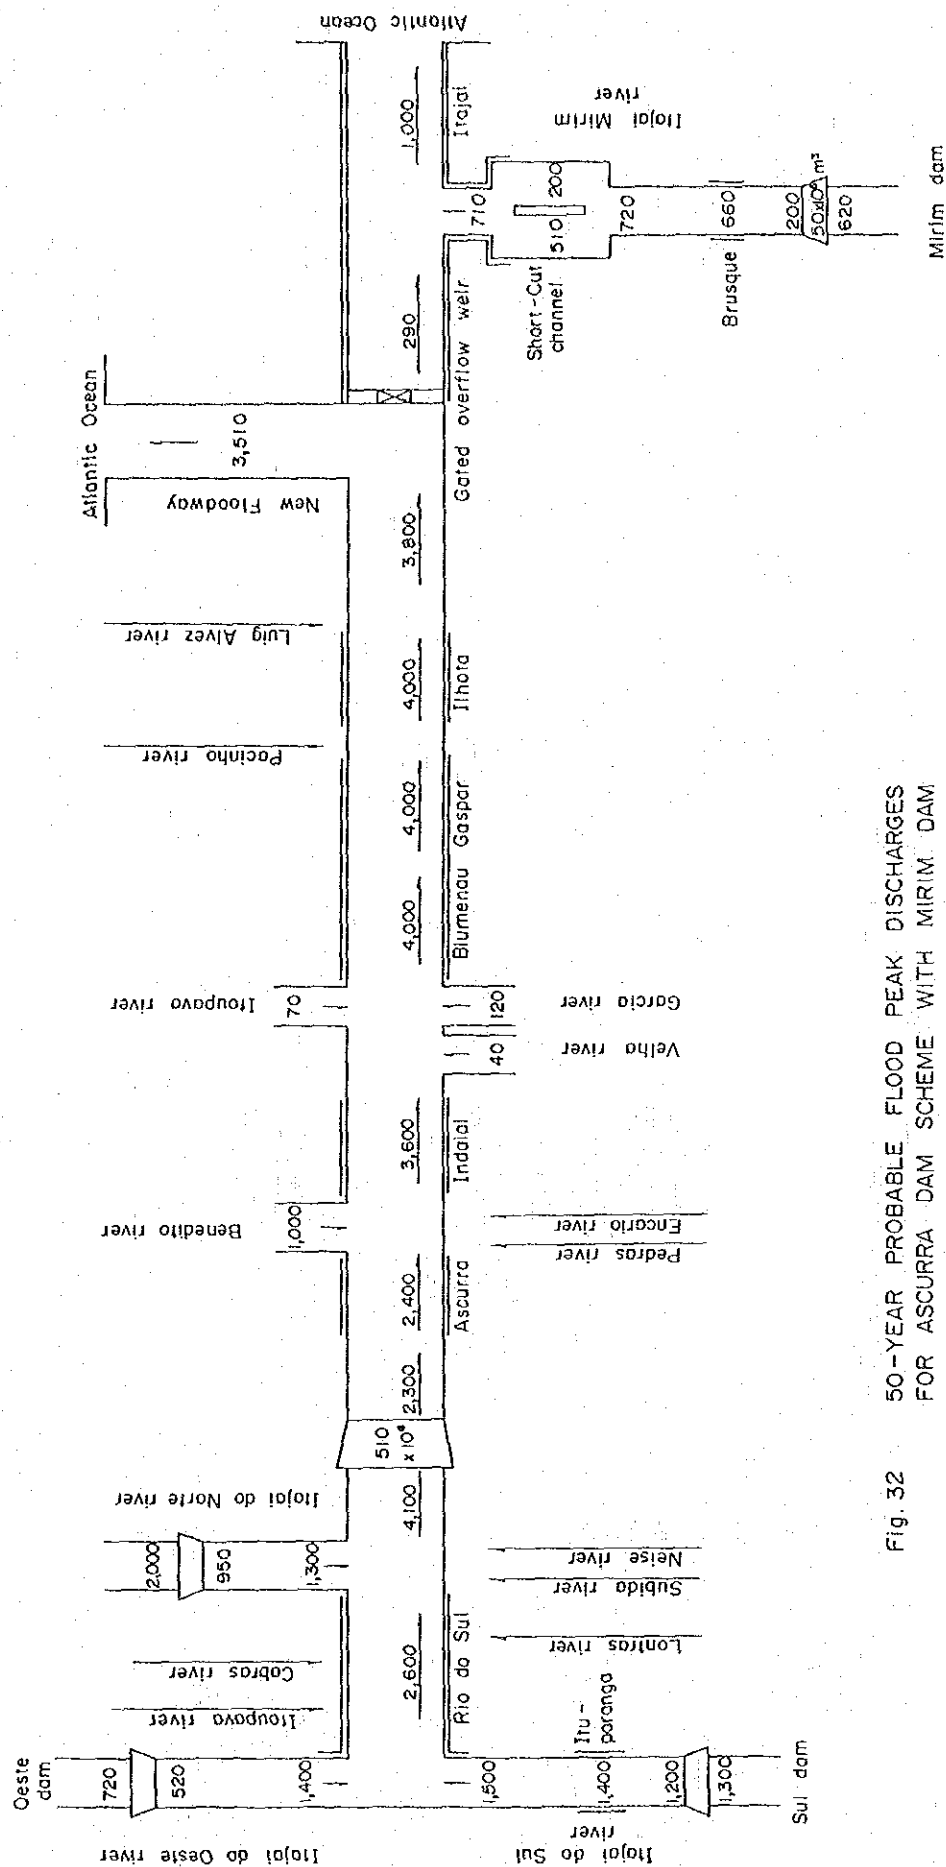 Oeste
dam
720
520
1,400
Itajai do Oeste river
Itoupava river
Cobras river
2,000
950
1,300
Itajai do Norte river
Benedito river
1,000
Itoupava river
70
Pocinho river
Luig Alvez river
New Floodway
Atlantic Ocean
3,510
Atlantic Ocean
2,600
4,100
510
x10⁶
2,300
2,400
3,600
4,000
4,000
4,000
3,800
290
1,000
Rio do Sul
Ascurra
Indaial
Blumenau
Gaspar
Ilhota
Gated overflow weir
Itajai
1,500
1,400
1,200
1,300
Itu-
poranga
Sul dam
Itajai do Sul
river
Lontras river
Subida river
Neise river
Pedras river
Encario river
40
Velha river
120
Garcia river
710
510
200
Short-Cut
channel
Itajai Mirim
river
720
660
Brusque
200
50x10⁶ m³
620
Mirim dam
Fig. 32 50-YEAR PROBABLE FLOOD PEAK DISCHARGES
FOR ASCURRA DAM SCHEME WITH MIRIM DAM